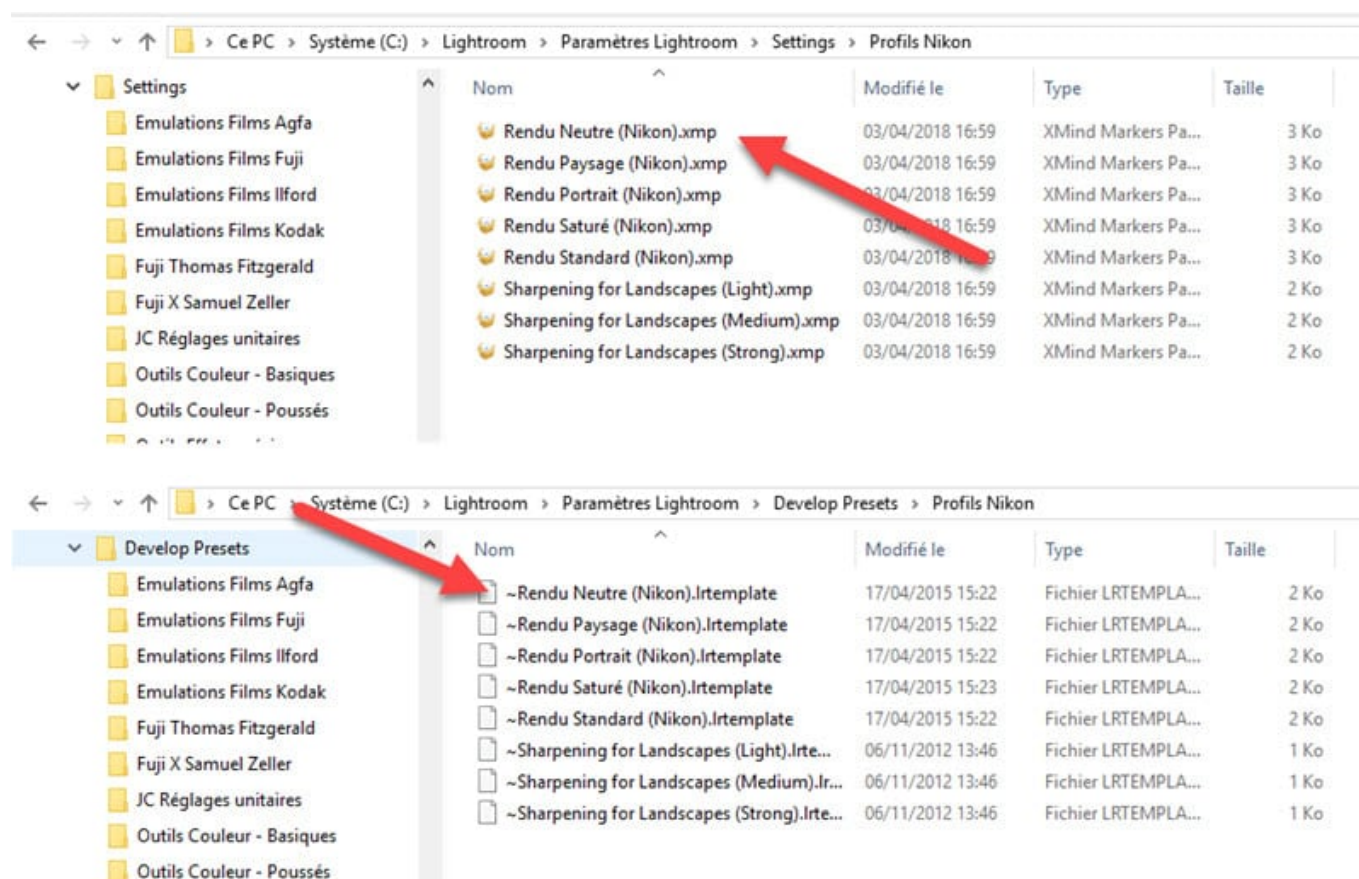 Ce PC > Système (C:) > Lightroom > Paramètres Lightroom > Settings > Profils Nikon
Settings
Emulations Films Agfa
Emulations Films Fuji
Emulations Films Ilford
Emulations Films Kodak
Fuji Thomas Fitzgerald
Fuji X Samuel Zeller
JC Réglages unitaires
Outils Couleur - Basiques
Outils Couleur - Poussés
Nom Modifié le Type Taille
Rendu Neutre (Nikon).xmp 03/04/2018 16:59 XMind Markers Pa... 3 Ko
Rendu Paysage (Nikon).xmp 03/04/2018 16:59 XMind Markers Pa... 3 Ko
Rendu Portrait (Nikon).xmp 03/04/2018 16:59 XMind Markers Pa... 3 Ko
Rendu Saturé (Nikon).xmp 03/04/2018 16:59 XMind Markers Pa... 3 Ko
Rendu Standard (Nikon).xmp 03/04/2018 XMind Markers Pa... 3 Ko
Sharpening for Landscapes (Light).xmp 03/04/2018 16:59 XMind Markers Pa... 2 Ko
Sharpening for Landscapes (Medium).xmp 03/04/2018 16:59 XMind Markers Pa... 2 Ko
Sharpening for Landscapes (Strong).xmp 03/04/2018 16:59 XMind Markers Pa... 2 Ko
Ce PC > Système (C:) > Lightroom > Paramètres Lightroom > Develop Presets > Profils Nikon
Develop Presets
Emulations Films Agfa
Emulations Films Fuji
Emulations Films Ilford
Emulations Films Kodak
Fuji Thomas Fitzgerald
Fuji X Samuel Zeller
JC Réglages unitaires
Outils Couleur - Basiques
Outils Couleur - Poussés
Nom Modifié le Type Taille
~Rendu Neutre (Nikon).lrtemplate 17/04/2015 15:22 Fichier LRTEMPLA... 2 Ko
~Rendu Paysage (Nikon).lrtemplate 17/04/2015 15:22 Fichier LRTEMPLA... 2 Ko
~Rendu Portrait (Nikon).lrtemplate 17/04/2015 15:22 Fichier LRTEMPLA... 2 Ko
~Rendu Saturé (Nikon).lrtemplate 17/04/2015 15:23 Fichier LRTEMPLA... 2 Ko
~Rendu Standard (Nikon).lrtemplate 17/04/2015 15:22 Fichier LRTEMPLA... 2 Ko
~Sharpening for Landscapes (Light).lrte... 06/11/2012 13:46 Fichier LRTEMPLA... 1 Ko
~Sharpening for Landscapes (Medium).lr... 06/11/2012 13:46 Fichier LRTEMPLA... 1 Ko
~Sharpening for Landscapes (Strong).lrte... 06/11/2012 13:46 Fichier LRTEMPLA... 1 Ko